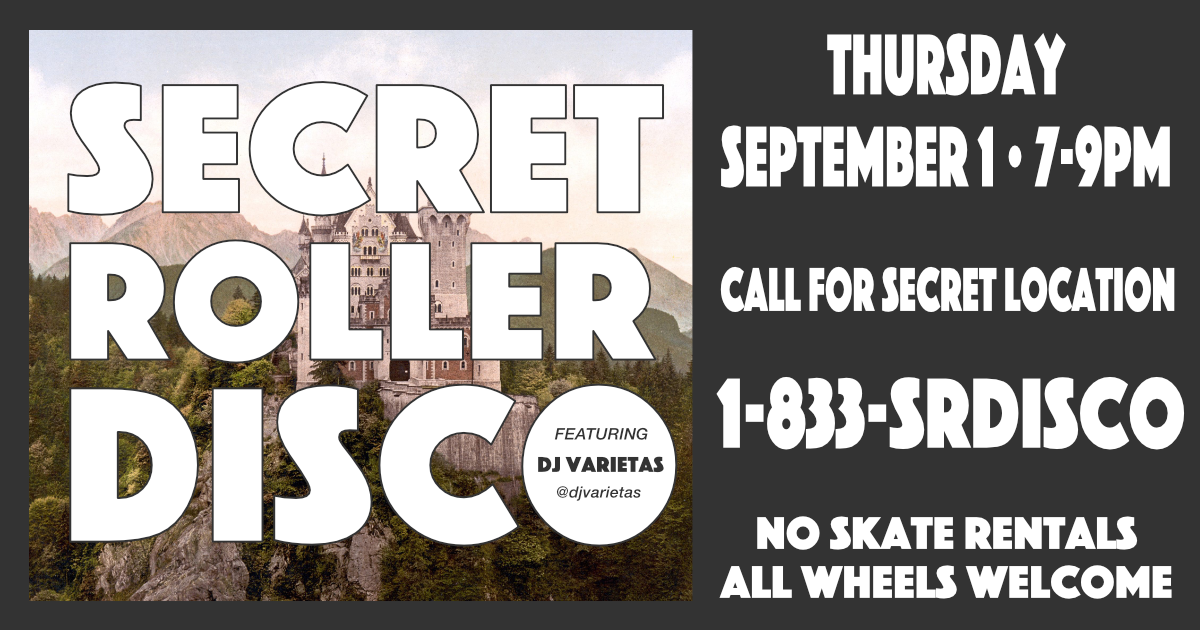 SECRET
ROLLER
DISCO
FEATURING
DJ VARIETAS
@djvarietas
THURSDAY
SEPTEMBER 1 • 7-9PM
CALL FOR SECRET LOCATION
1-833-SRDISCO
NO SKATE RENTALS
ALL WHEELS WELCOME